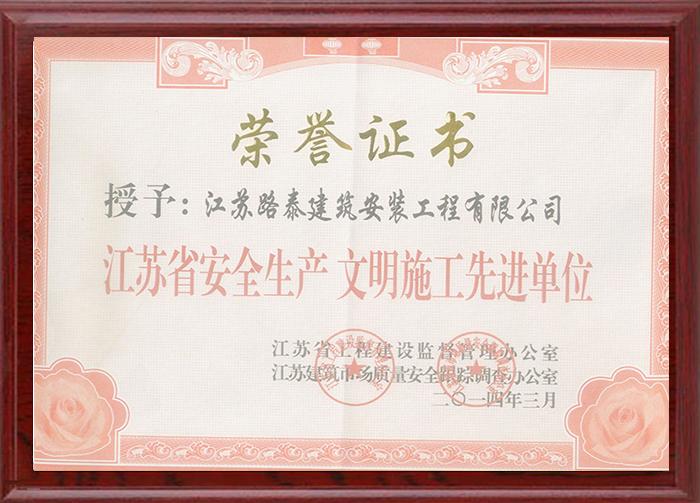 荣誉证书
授予：江苏路泰建筑安装工程有限公司
江苏省安全生产 文明施工先进单位
江苏省工程建设监督管理办公室
江苏建筑市场质量安全跟踪调查办公室
二〇一四年三月